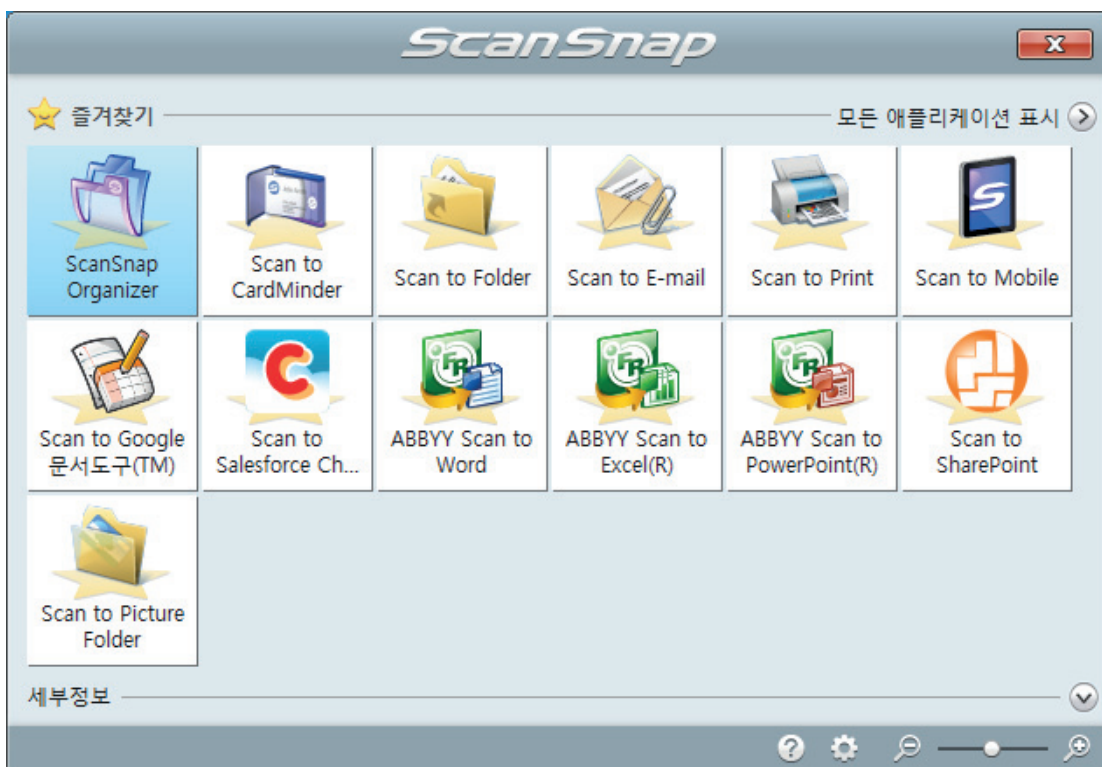 ScanSnap
즐겨찾기
모든 애플리케이션 표시
ScanSnap
Organizer
Scan to
CardMinder
Scan to Folder
Scan to E-mail
Scan to Print
Scan to Mobile
Scan to Google
문서도구(TM)
Scan to
Salesforce Ch...
ABBYY Scan to
Word
ABBYY Scan to
Excel(R)
ABBYY Scan to
PowerPoint(R)
Scan to
SharePoint
Scan to Picture
Folder
세부정보